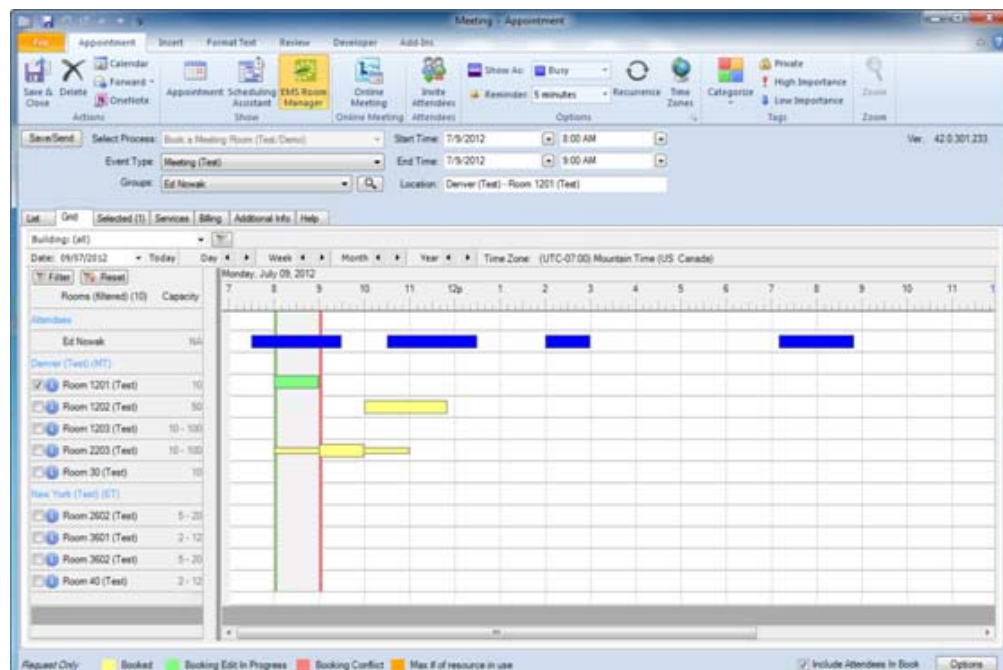 Meeting - Appointment
File Appointment Insert Format Text Review Developer Add-Ins
Save & Close
Delete
Calendar
Forward
OneNote
Actions
Appointment
Scheduling Assistant
EMS Room Manager
Show
Online Meeting
Online Meeting
Invite Attendees
Attendees
Show As: Busy
Reminder: 5 minutes
Recurrence
Time Zones
Options
Categorize
Private
High Importance
Low Importance
Tags
Zoom
Zoom
Save/Send Select Process: Book a Meeting Room (Test/Demo) Start Time: 7/9/2012 8:00 AM Ver: 42.0.301.233
Event Type: Meeting (Test) End Time: 7/9/2012 9:00 AM
Groups: Ed Nowak Location: Denver (Test) - Room 1201 (Test)
List Grid Selected (1) Services Billing Additional Info Help
Building: (all)
Date: 09/07/2012 Today Day Week Month Year Time Zone: (UTC-07:00) Mountain Time (US Canada)
Filter Reset Monday, July 09, 2012
Rooms (filtered) (10) Capacity 7 8 9 10 11 12p 1 2 3 4 5 6 7 8 9 10 11
Attendees
Ed Nowak NA
Denver (Test) (MT)
Room 1201 (Test) 10
Room 1202 (Test) 50
Room 1203 (Test) 10 - 100
Room 2203 (Test) 10 - 100
Room 30 (Test) 10
New York (Test) (ET)
Room 2602 (Test) 5 - 20
Room 3601 (Test) 2 - 12
Room 3602 (Test) 5 - 20
Room 40 (Test) 2 - 12
Request Only Booked Booking Edit In Progress Booking Conflict Max # of resource in use Include Attendees In Book Options